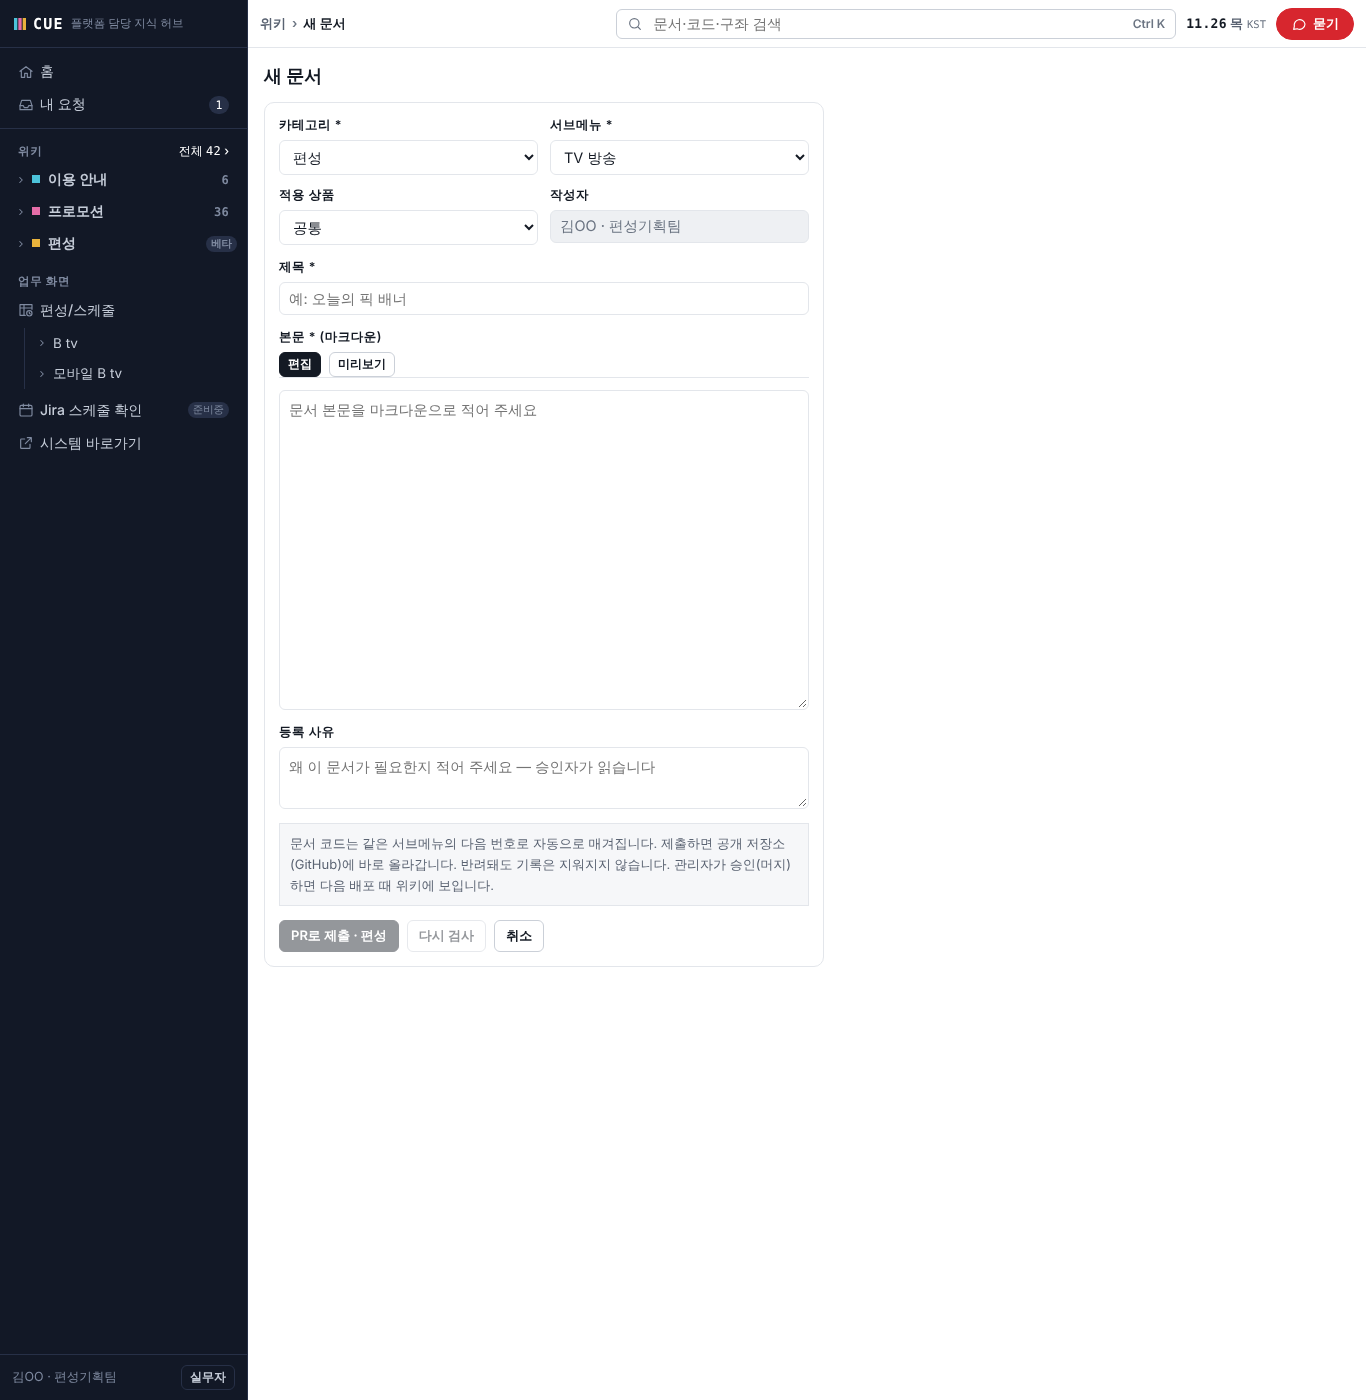 CUE 플랫폼 담당 지식 허브
홈
내 요청 1
위키 전체 42 ›
› 이용 안내 6
› 프로모션 36
› 편성 베타
업무 화면
편성/스케줄
› B tv
› 모바일 B tv
Jira 스케줄 확인 준비중
시스템 바로가기
김OO · 편성기획팀 실무자
위키 › 새 문서
문서·코드·구좌 검색 Ctrl K
11.26 목 KST
묻기
새 문서
카테고리 * 서브메뉴 *
편성 TV 방송
적용 상품 작성자
공통 김OO · 편성기획팀
제목 *
예: 오늘의 픽 배너
본문 * (마크다운)
편집 미리보기
문서 본문을 마크다운으로 적어 주세요
등록 사유
왜 이 문서가 필요한지 적어 주세요 — 승인자가 읽습니다
문서 코드는 같은 서브메뉴의 다음 번호로 자동으로 매겨집니다. 제출하면 공개 저장소
(GitHub)에 바로 올라갑니다. 반려돼도 기록은 지워지지 않습니다. 관리자가 승인(머지)
하면 다음 배포 때 위키에 보입니다.
PR로 제출 · 편성 다시 검사 취소